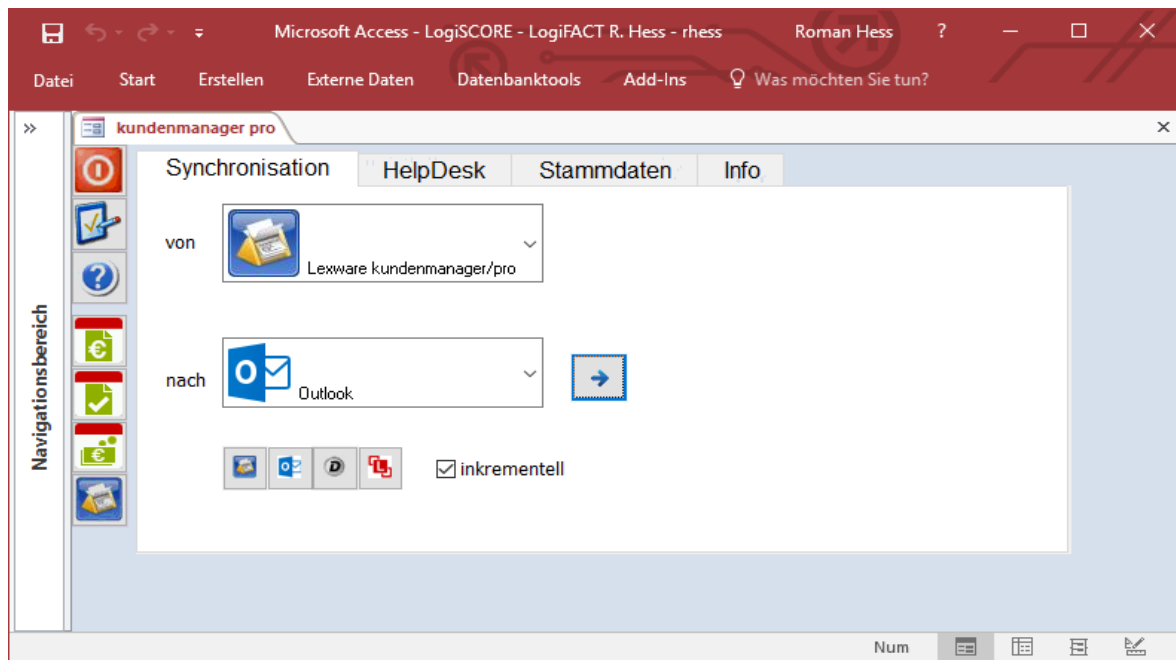 Microsoft Access - LogiSCORE - LogiFACT R. Hess - rhess Roman Hess ?
Datei Start Erstellen Externe Daten Datenbanktools Add-Ins Was möchten Sie tun?
kundenmanager pro
Synchronisation HelpDesk Stammdaten Info
von
Lexware kundenmanager/pro
Navigationsbereich
nach
Outlook
inkrementell
Num